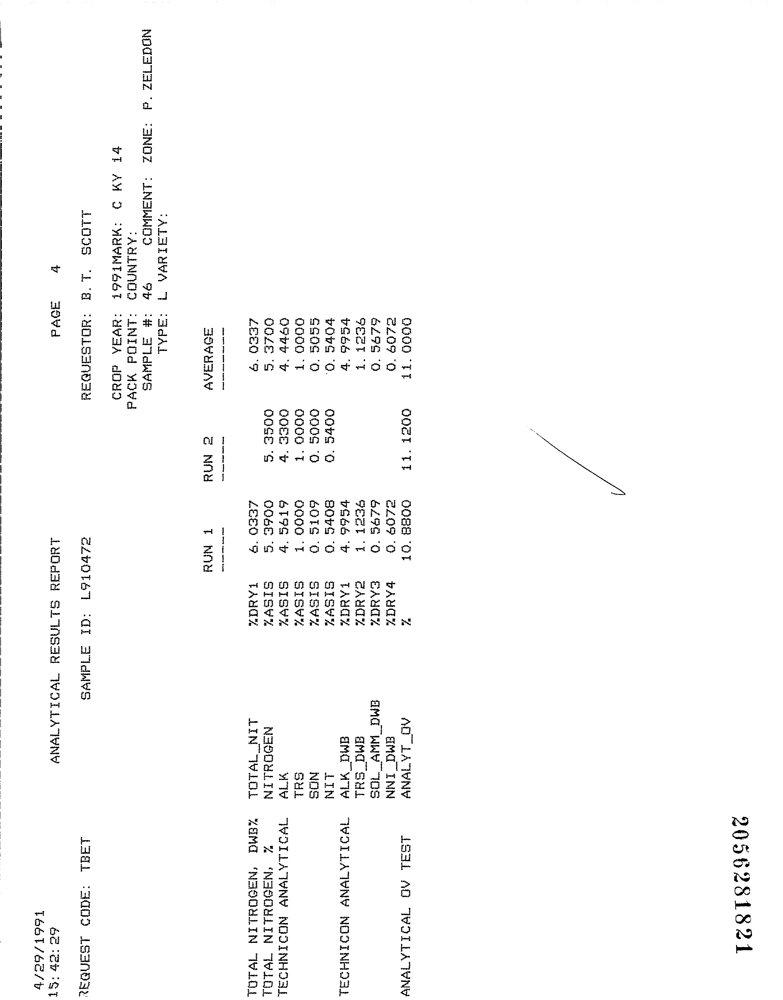 4/29/1991
15:42:29 ANALYTICAL RESULTS REPORT PAGE 4
REQUEST CODE: TBET SAMPLE ID: L910472 REQUESTOR: B.T. SCOTT
CROP YEAR: 1991MARK: C KY 14
PACK POINT: COUNTRY:
SAMPLE #: 46 COMMENT: ZONE: P. ZELEDON
TYPE: L VARIETY:
RUN 1 RUN 2 AVERAGE
----- ----- -------
TOTAL NITROGEN, DWB% TOTAL_NIT %DRY1 6.0337 6.0337
TOTAL NITROGEN, % NITROGEN %ASIS 5.3900 5.3500 5.3700
TECHNICON ANALYTICAL ALK %ASIS 4.5619 4.3300 4.4460
TRS %ASIS 1.0000 1.0000 1.0000
SON %ASIS 0.5109 0.5000 0.5055
NIT %ASIS 0.5408 0.5400 0.5404
TECHNICON ANALYTICAL ALK_DWB %DRY1 4.9954 4.9954
TRS_DWB %DRY2 1.1236 1.1236
SOL_AMM_DWB %DRY3 0.5679 0.5679
NNI_DWB %DRY4 0.6072 0.6072
ANALYTICAL OV TEST ANALYT_OV % 10.8800 11.1200 11.0000
2056281821